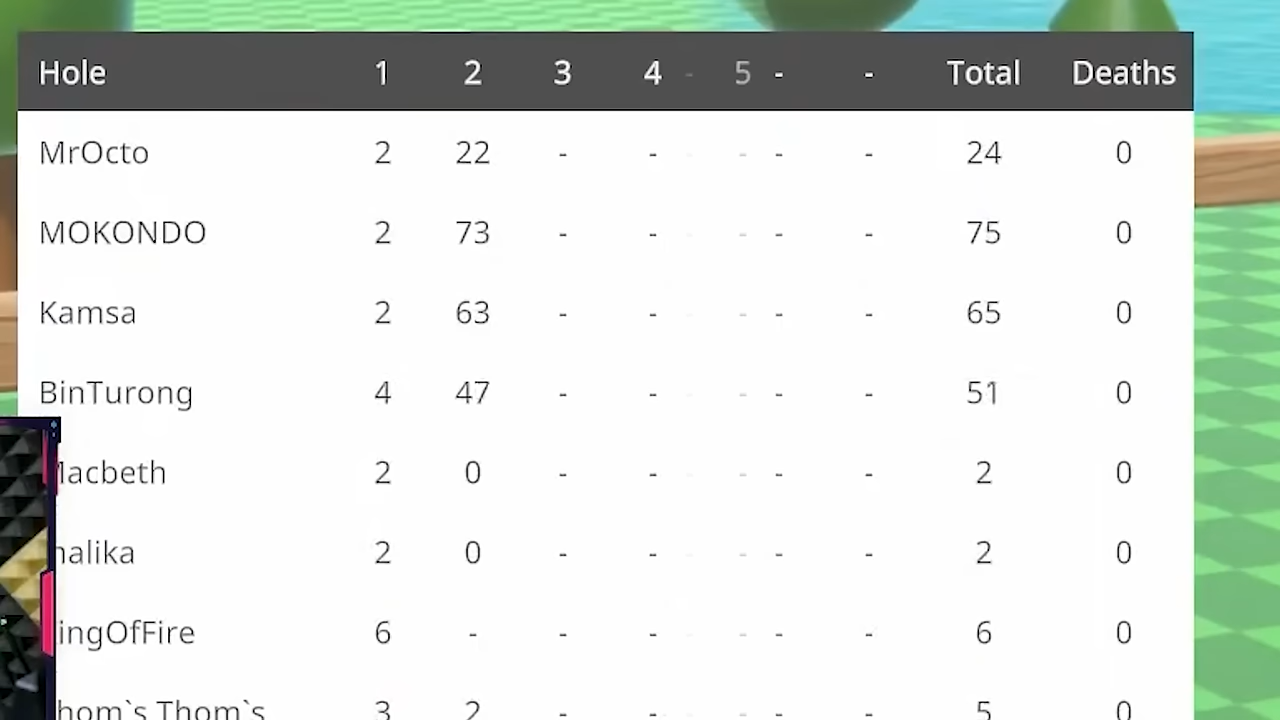 Hole 1 2 3 4 - 5 - - Total Deaths
MrOcto 2 22 - - - - - 24 0
MOKONDO 2 73 - - - - - 75 0
Kamsa 2 63 - - - - - 65 0
BinTurong 4 47 - - - - - 51 0
Macbeth 2 0 - - - - - 2 0
halika 2 0 - - - - - 2 0
ingOfFire 6 - - - - - - 6 0
hom`s Thom`s 3 2 - - - - - 5 0